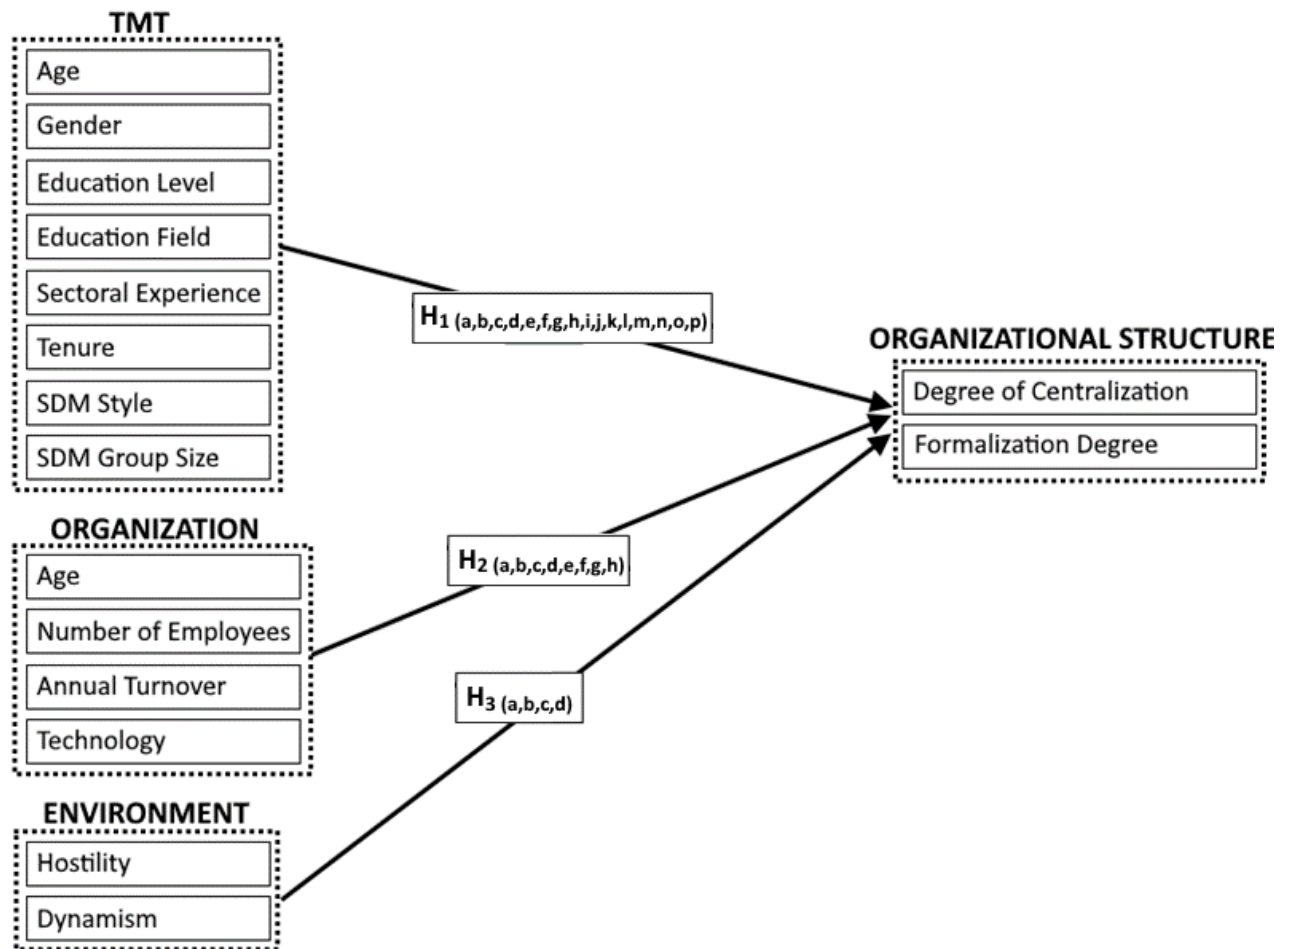 TMT
Age
Gender
Education Level
Education Field
Sectoral Experience
Tenure
SDM Style
SDM Group Size
H1 (a,b,c,d,e,f,g,h,i,j,k,l,m,n,o,p)
ORGANIZATIONAL STRUCTURE
Degree of Centralization
Formalization Degree
ORGANIZATION
Age
Number of Employees
Annual Turnover
Technology
H2 (a,b,c,d,e,f,g,h)
H3 (a,b,c,d)
ENVIRONMENT
Hostility
Dynamism